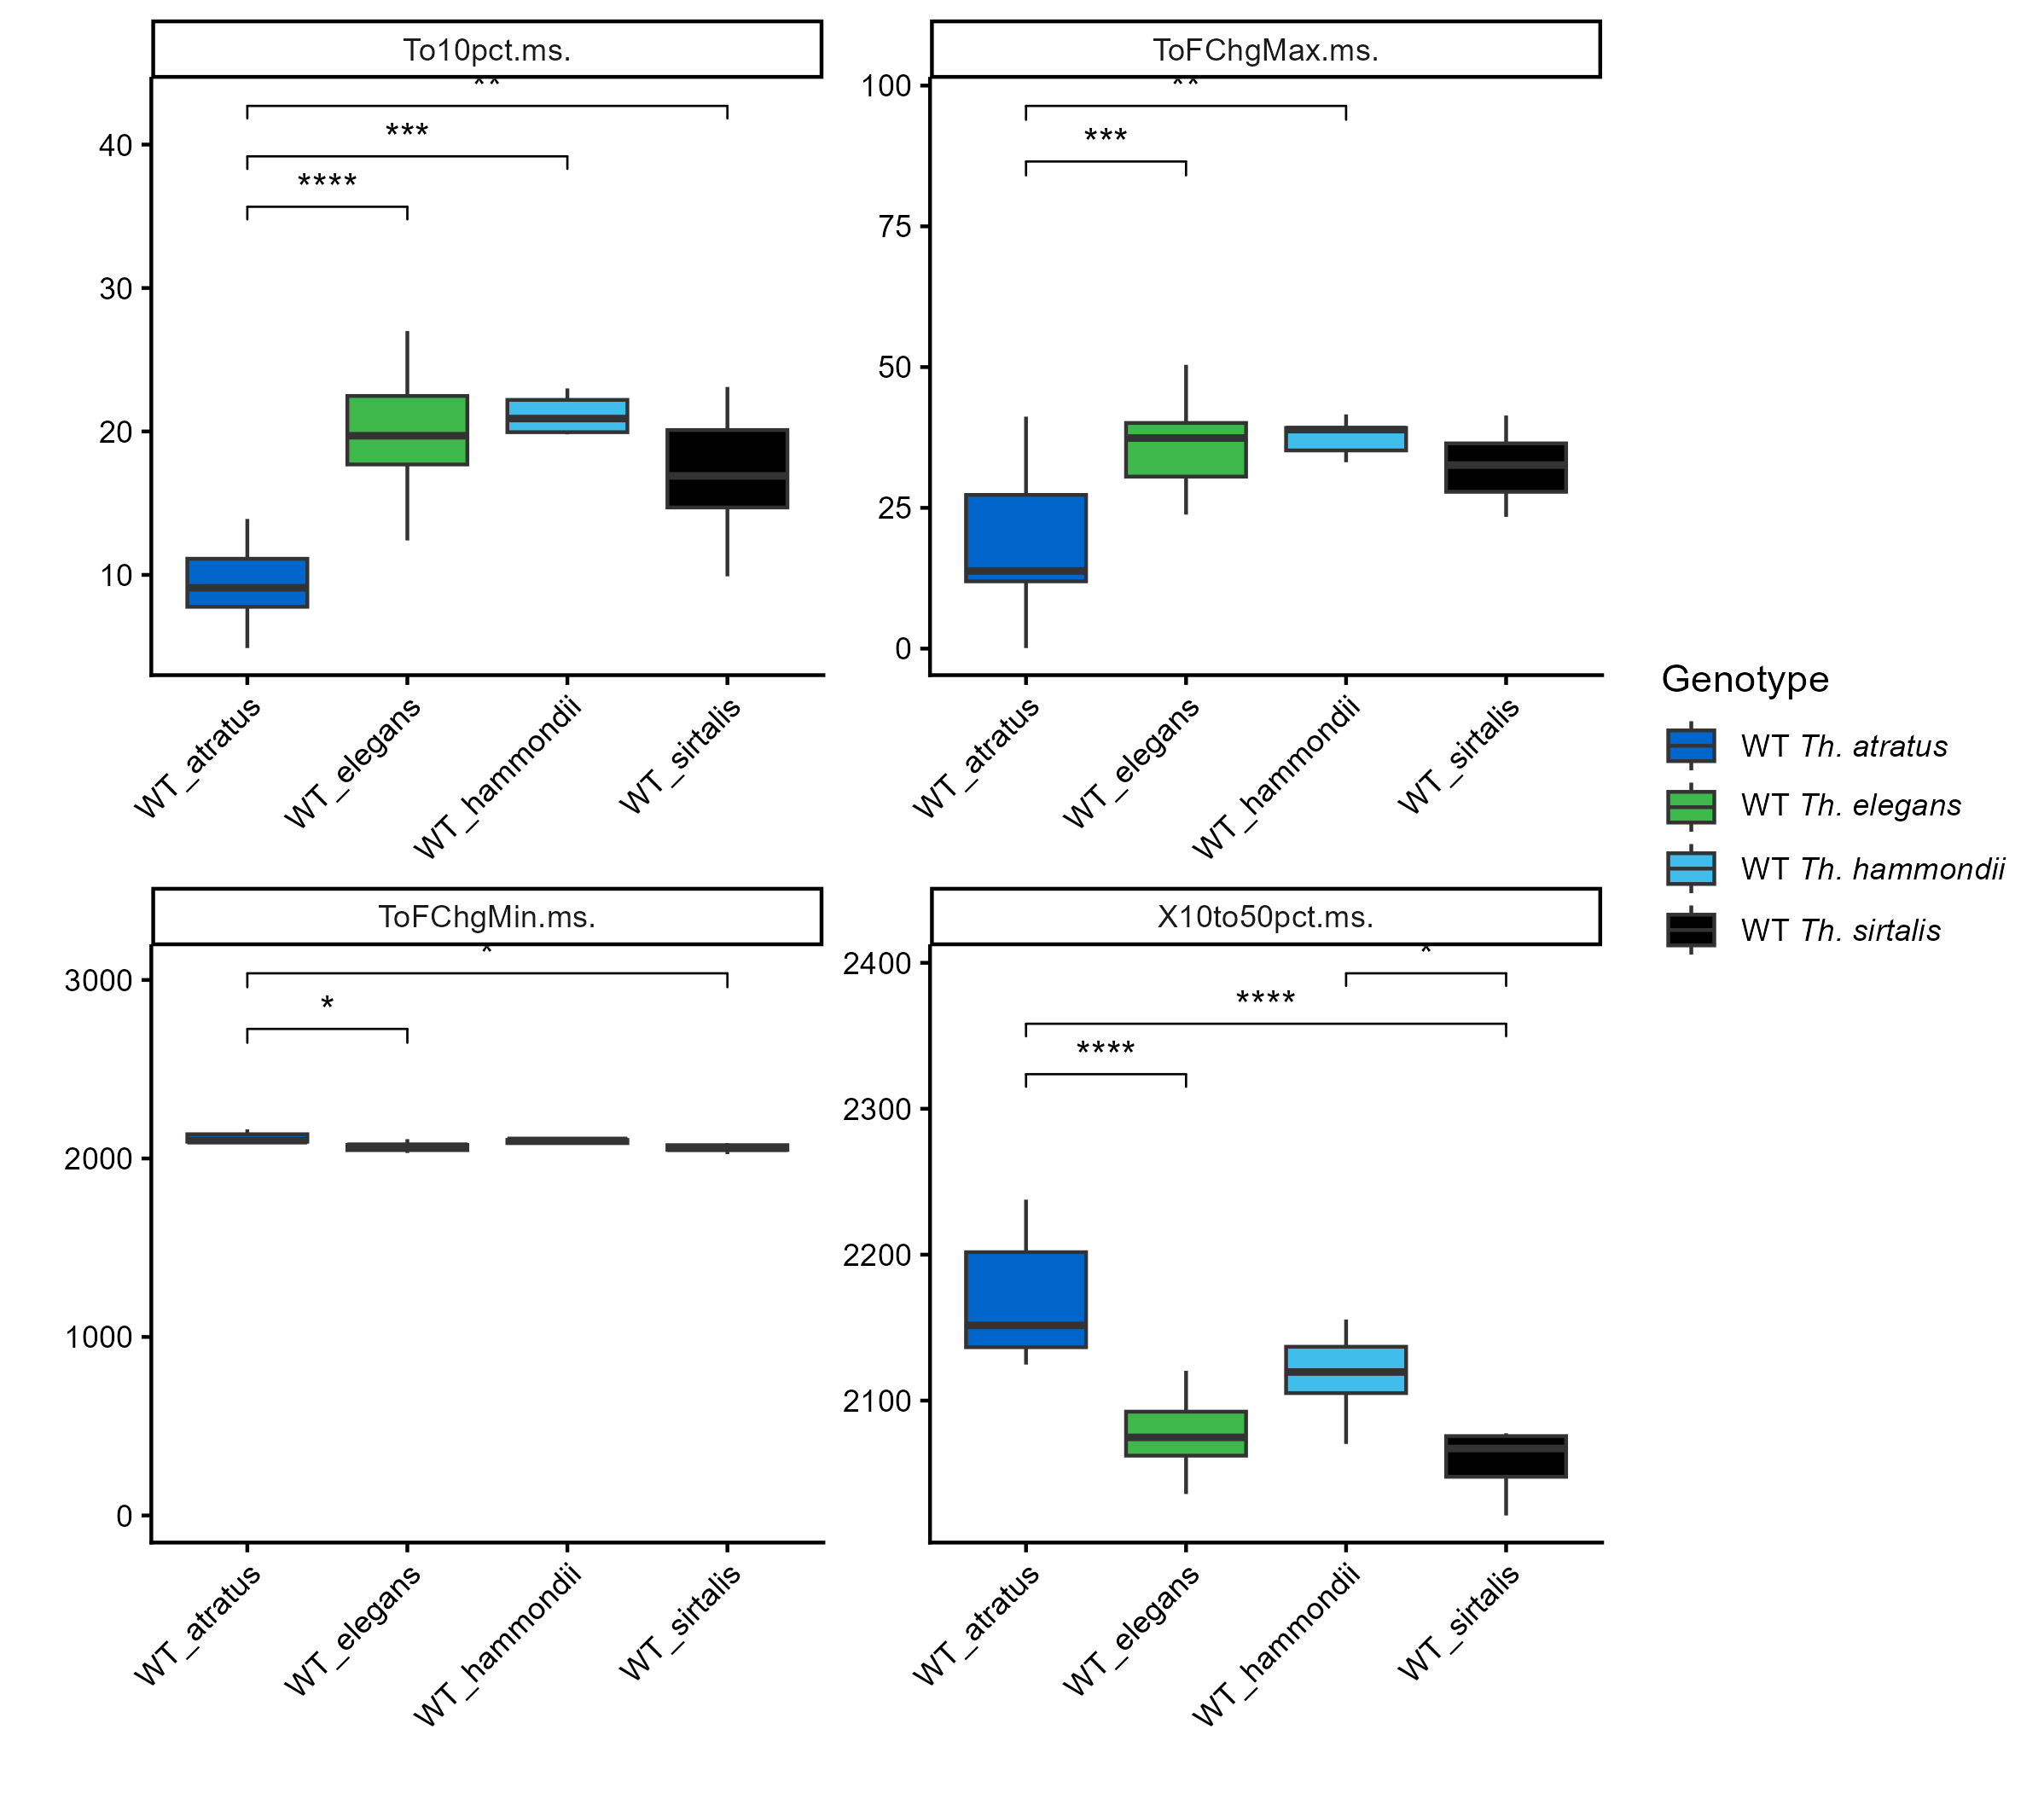 To10pct.ms.
**
***
****
40
30
20
10
WT_atratus
WT_elegans
WT_hammondii
WT_sirtalis
ToFChgMax.ms.
**
***
100
75
50
25
0
WT_atratus
WT_elegans
WT_hammondii
WT_sirtalis
Genotype
WT Th. atratus
WT Th. elegans
WT Th. hammondii
WT Th. sirtalis
ToFChgMin.ms.
*
*
3000
2000
1000
0
WT_atratus
WT_elegans
WT_hammondii
WT_sirtalis
X10to50pct.ms.
*
****
****
2400
2300
2200
2100
WT_atratus
WT_elegans
WT_hammondii
WT_sirtalis